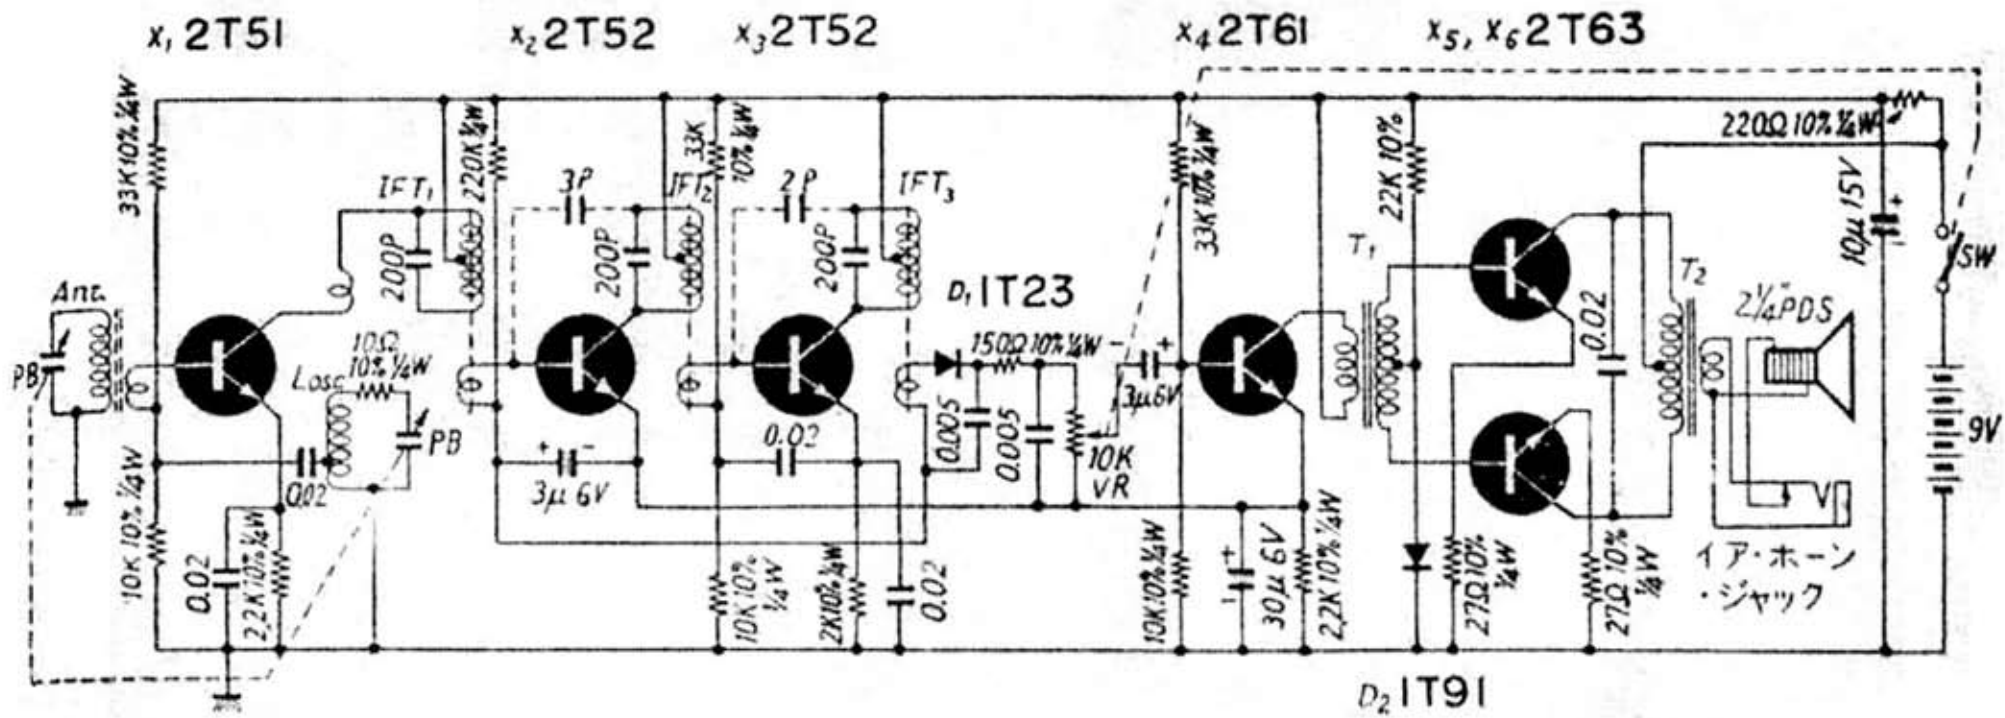 X₁ 2T51
X₂ 2T52
X₃ 2T52
X₄ 2T61
X₅, X₆ 2T63
33K 10% ¼W
IFT₁
200P
220K ¼W
3P
200P
IFT₂
33K
10% ¼W
2P
200P
IFT₃
D₁ 1T23
33K 10% ¼W
22K 10%
T₁
220Ω 10% ¼W
10μ 15V
+
-
SW
Ant.
PB
10Ω
10% ¼W
Losc
PB
150Ω 10% ¼W
- +
3μ6V
0.02
T₂
2¼"PDS
9V
10K 10% ¼W
0.02
0.02
2.2K 10% ¼W
+ -
3μ 6V
0.02
0.005
0.005
10K
VR
10K 10%
¼W
2K 10% ¼W
0.02
10K 10% ¼W
+
-
30μ 6V
2.2K 10% ¼W
27Ω 10%
¼W
27Ω 10%
¼W
イア・ホーン
・ジャック
D₂ 1T91